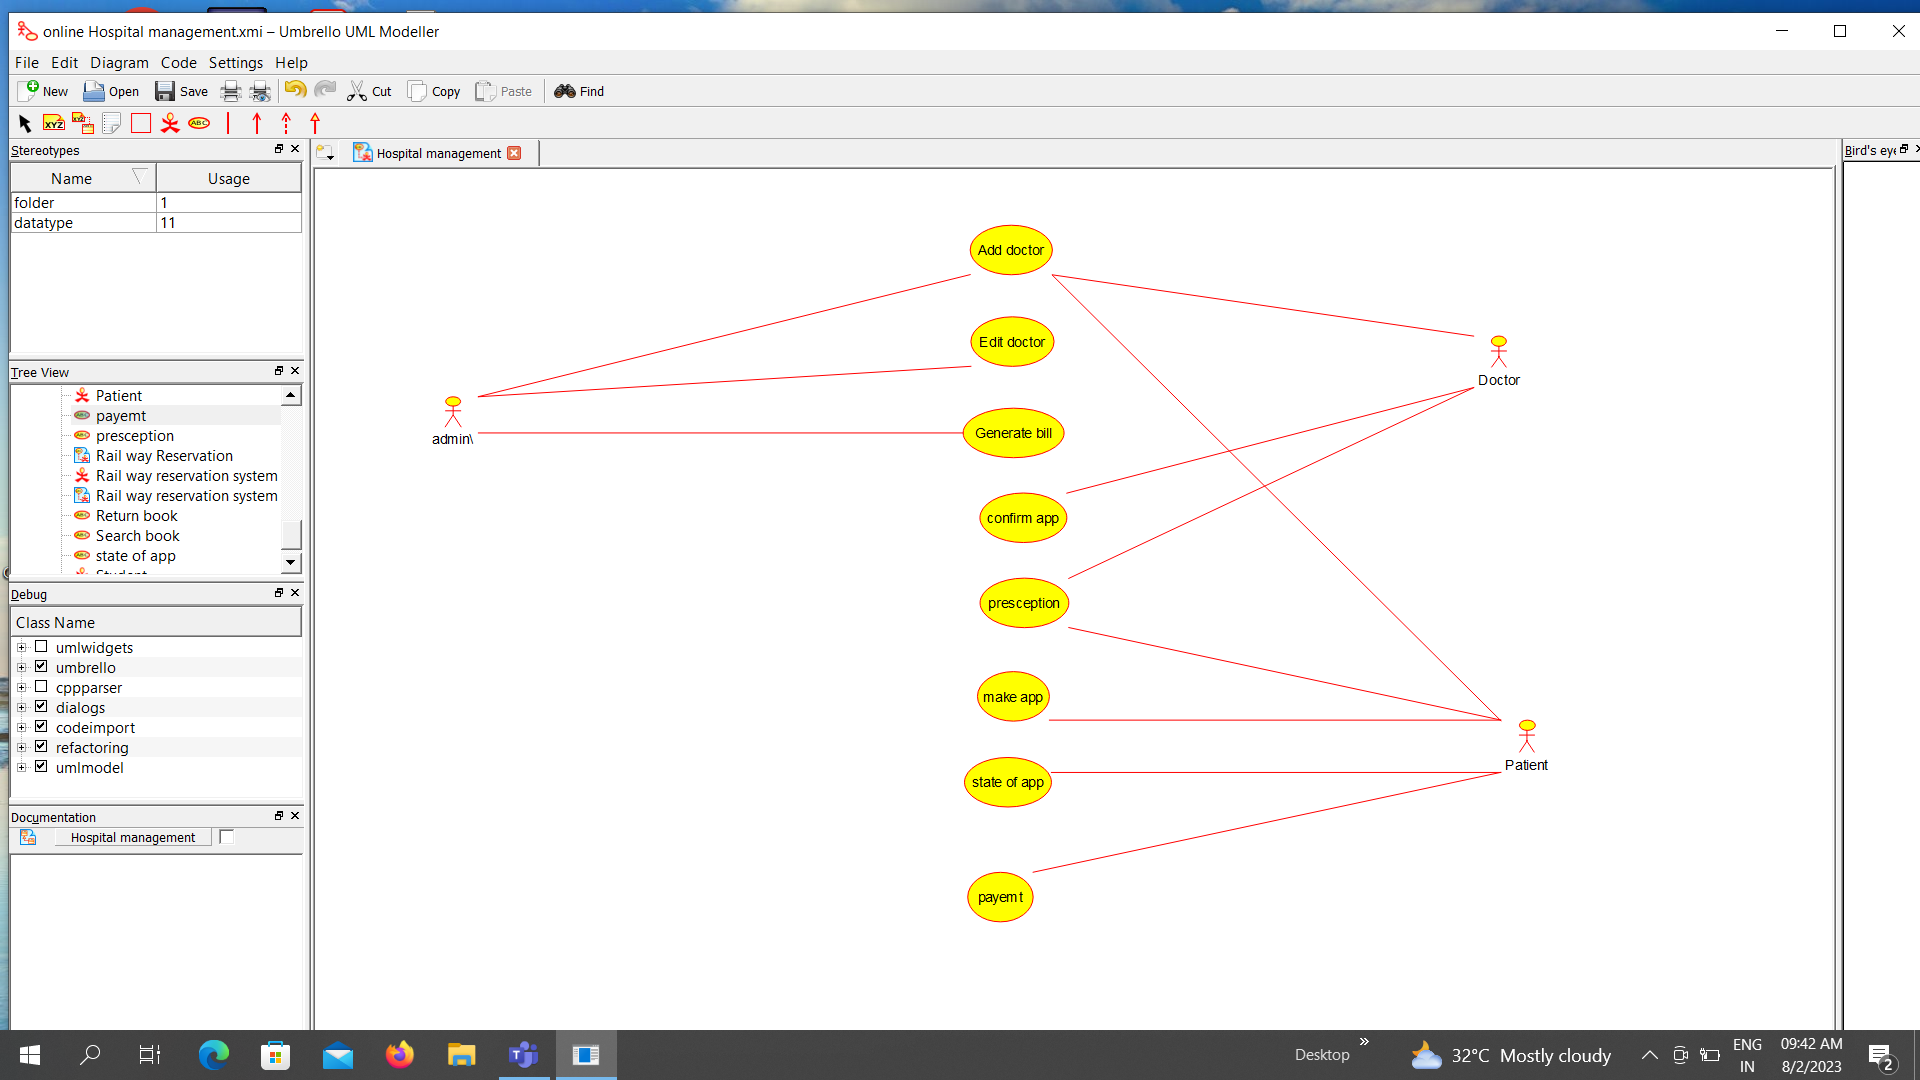 online Hospital management.xmi – Umbrello UML Modeller
File Edit Diagram Code Settings Help
New Open Save Cut Copy Paste Find
XYZ ABC
Stereotypes
Name Usage
folder 1
datatype 11
Tree View
Patient
payemt
presception
Rail way Reservation
Rail way reservation system
Rail way reservation system
Return book
Search book
state of app
Debug
Class Name
umlwidgets
umbrello
cppparser
dialogs
codeimport
refactoring
umlmodel
Documentation
Hospital management
Hospital management
Bird's eye
Add doctor
Edit doctor
Doctor
admin\
Generate bill
confirm app
presception
make app
Patient
state of app
payemt
Desktop
32°C Mostly cloudy
ENG
IN
09:42 AM
8/2/2023
2